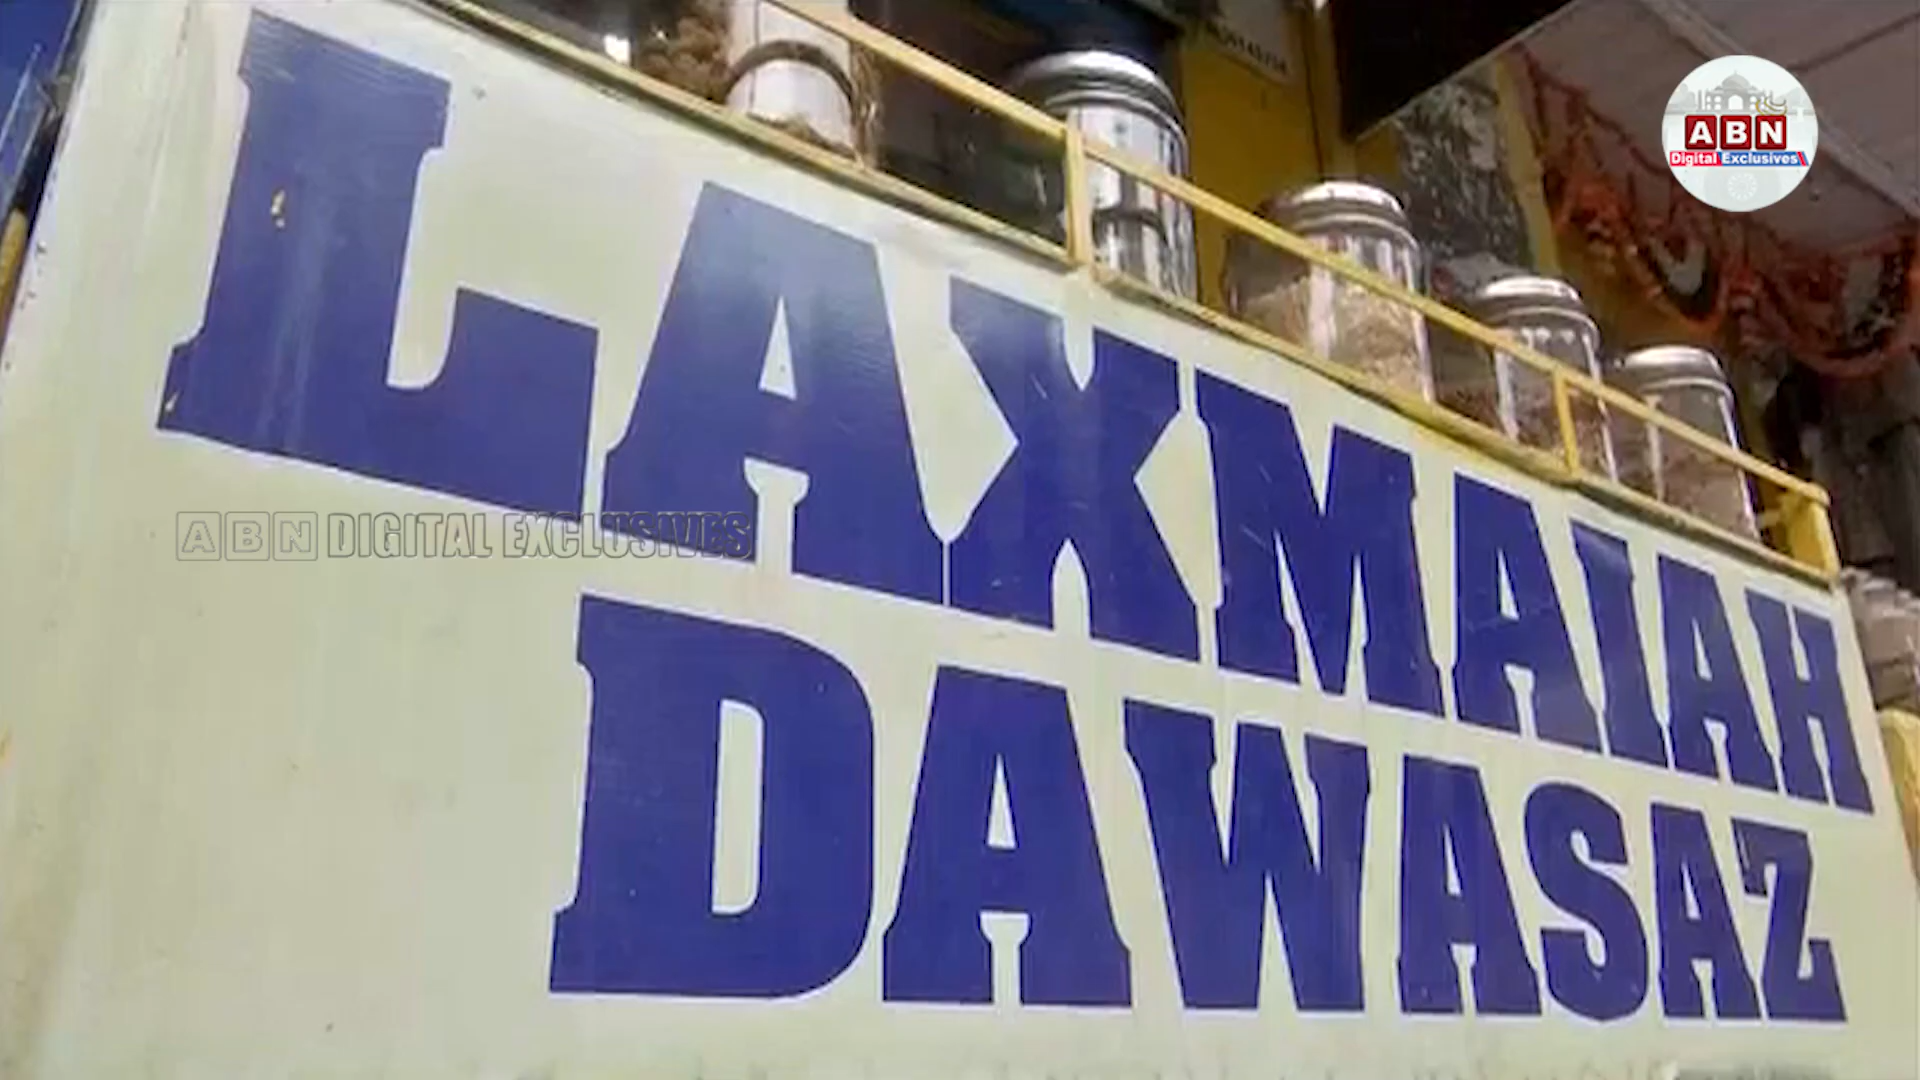 ABN
Digital Exclusives
LAXMAIAH
ABN DIGITAL EXCLUSIVES
DAWASAZ